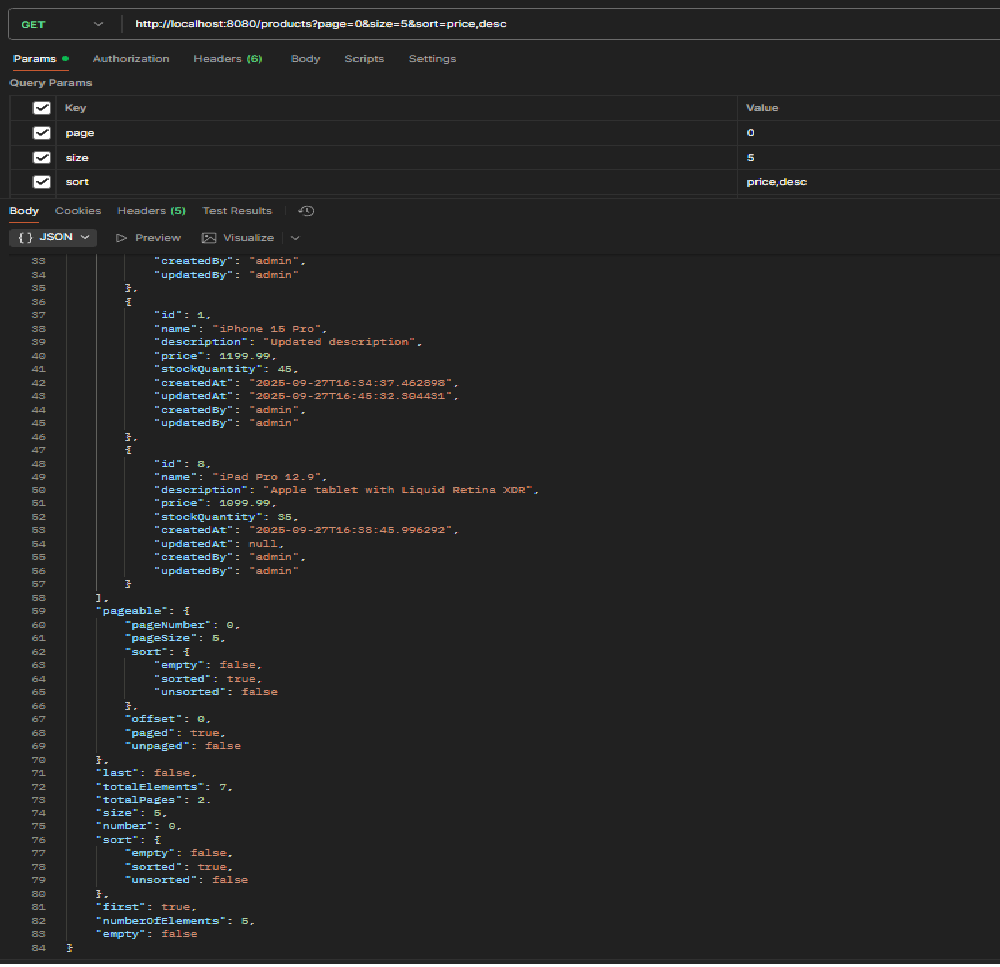 GET http://localhost:8080/products?page=0&size=5&sort=price,desc
Params Authorization Headers (6) Body Scripts Settings
Query Params
Key Value
page 0
size 5
sort price,desc
Body Cookies Headers (5) Test Results
{ } JSON Preview Visualize
33 "createdBy": "admin",
34 "updatedBy": "admin"
35 },
36 {
37 "id": 1,
38 "name": "iPhone 15 Pro",
39 "description": "Updated description",
40 "price": 1199.99,
41 "stockQuantity": 45,
42 "createdAt": "2025-09-27T16:34:37.462898",
43 "updatedAt": "2025-09-27T16:45:32.304431",
44 "createdBy": "admin",
45 "updatedBy": "admin"
46 },
47 {
48 "id": 8,
49 "name": "iPad Pro 12.9",
50 "description": "Apple tablet with Liquid Retina XDR",
51 "price": 1099.99,
52 "stockQuantity": 35,
53 "createdAt": "2025-09-27T16:38:45.996292",
54 "updatedAt": null,
55 "createdBy": "admin",
56 "updatedBy": "admin"
57 }
58 ],
59 "pageable": {
60 "pageNumber": 0,
61 "pageSize": 5,
62 "sort": {
63 "empty": false,
64 "sorted": true,
65 "unsorted": false
66 },
67 "offset": 0,
68 "paged": true,
69 "unpaged": false
70 },
71 "last": false,
72 "totalElements": 7,
73 "totalPages": 2,
74 "size": 5,
75 "number": 0,
76 "sort": {
77 "empty": false,
78 "sorted": true,
79 "unsorted": false
80 },
81 "first": true,
82 "numberOfElements": 5,
83 "empty": false
84 }